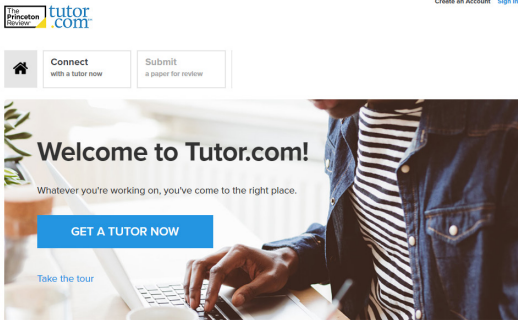 Create an Account Sign In
The
Princeton
Review
tutor
.com
Connect
with a tutor now
Submit
a paper for review
Welcome to Tutor.com!
Whatever you're working on, you've come to the right place.
GET A TUTOR NOW
Take the tour